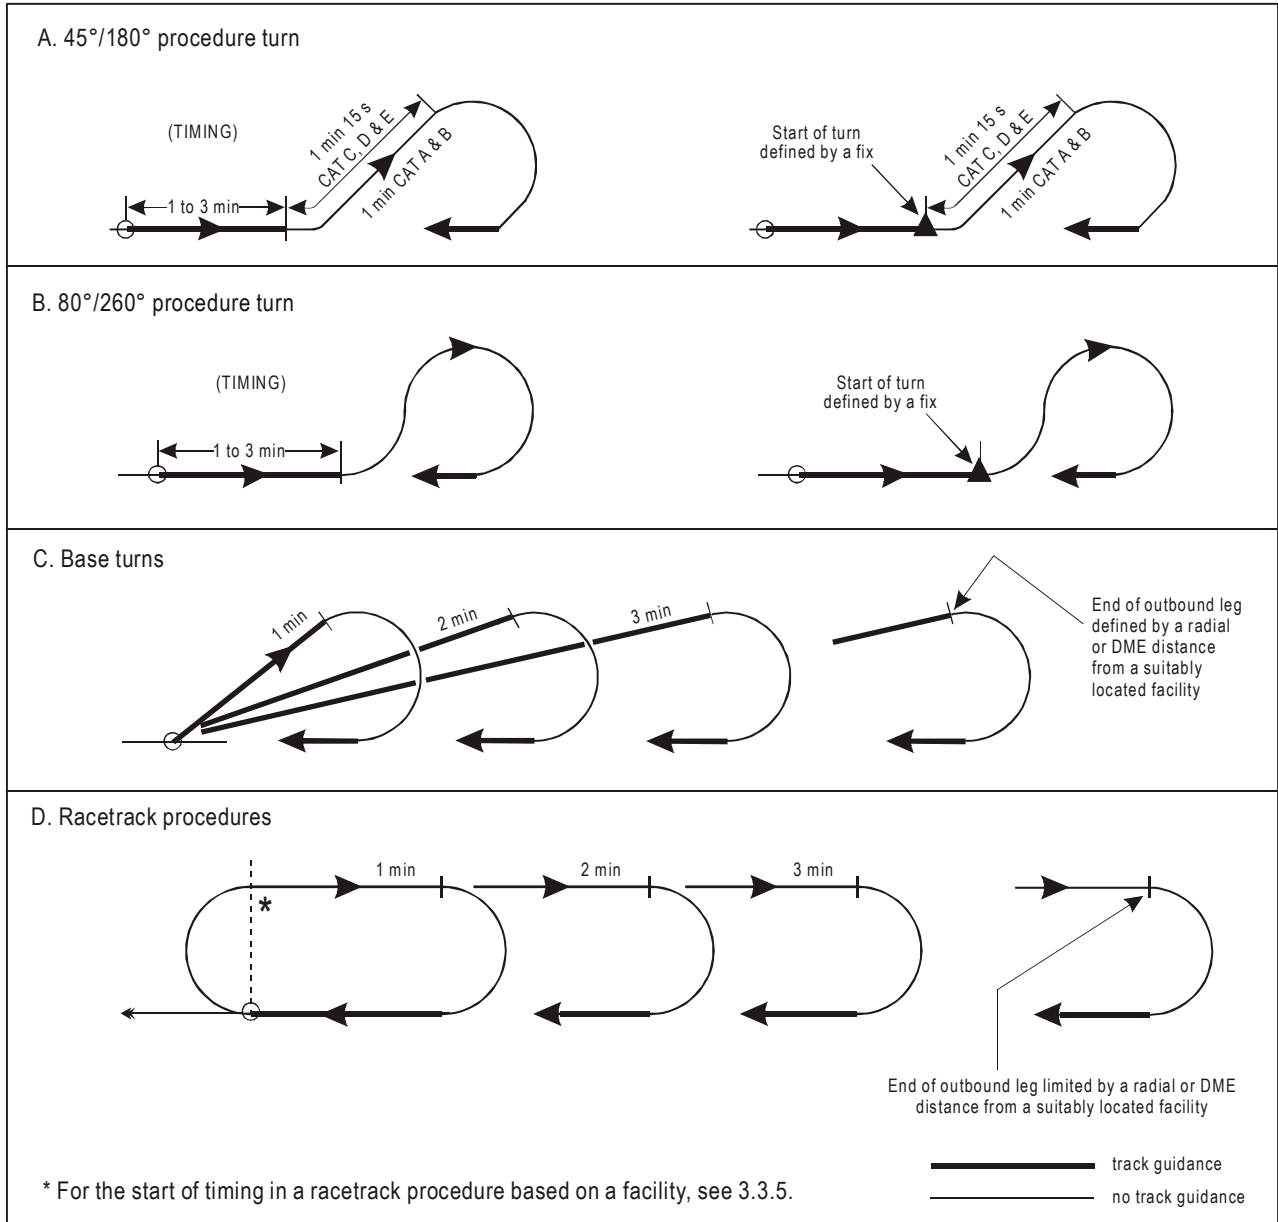 A. 45°/180° procedure turn
(TIMING)
1 to 3 min
1 min 15 s
CAT C, D & E
1 min CAT A & B
Start of turn
defined by a fix
1 min 15 s
CAT C, D & E
1 min CAT A & B
B. 80°/260° procedure turn
(TIMING)
1 to 3 min
Start of turn
defined by a fix
C. Base turns
1 min
2 min
3 min
End of outbound leg
defined by a radial
or DME distance
from a suitably
located facility
D. Racetrack procedures
1 min
2 min
3 min
*
End of outbound leg limited by a radial or DME
distance from a suitably located facility
track guidance
no track guidance
* For the start of timing in a racetrack procedure based on a facility, see 3.3.5.